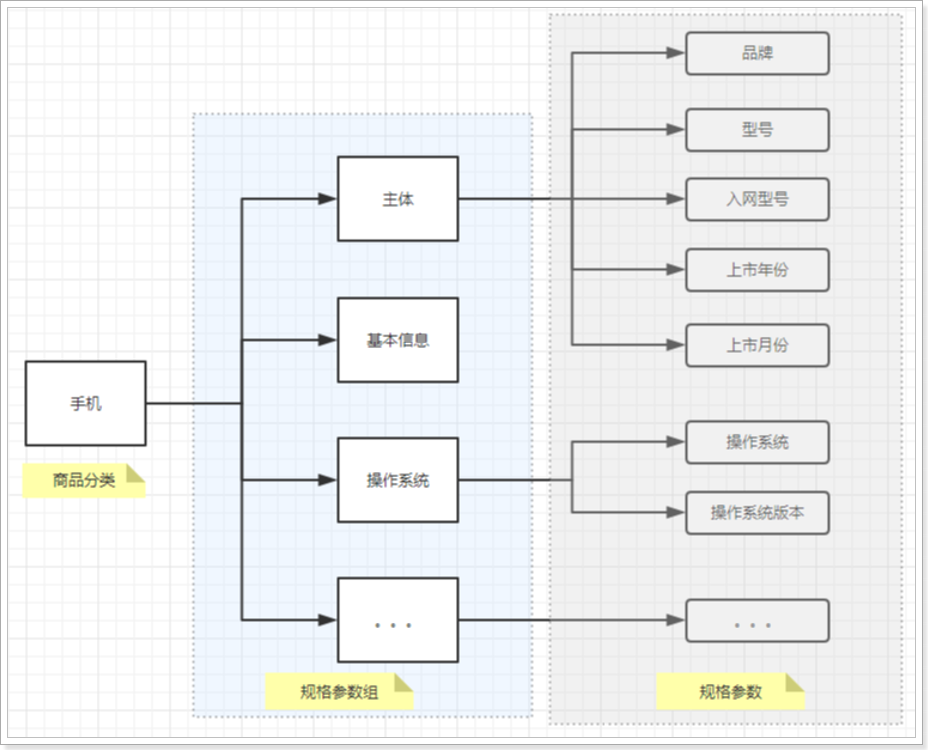 手机
商品分类
主体
基本信息
操作系统
...
规格参数组
品牌
型号
入网型号
上市年份
上市月份
操作系统
操作系统版本
...
规格参数